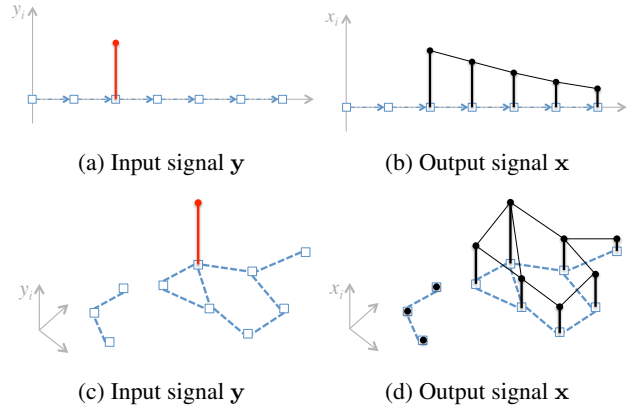 y_i
x_i
(a) Input signal y
(b) Output signal x
y_i
x_i
(c) Input signal y
(d) Output signal x